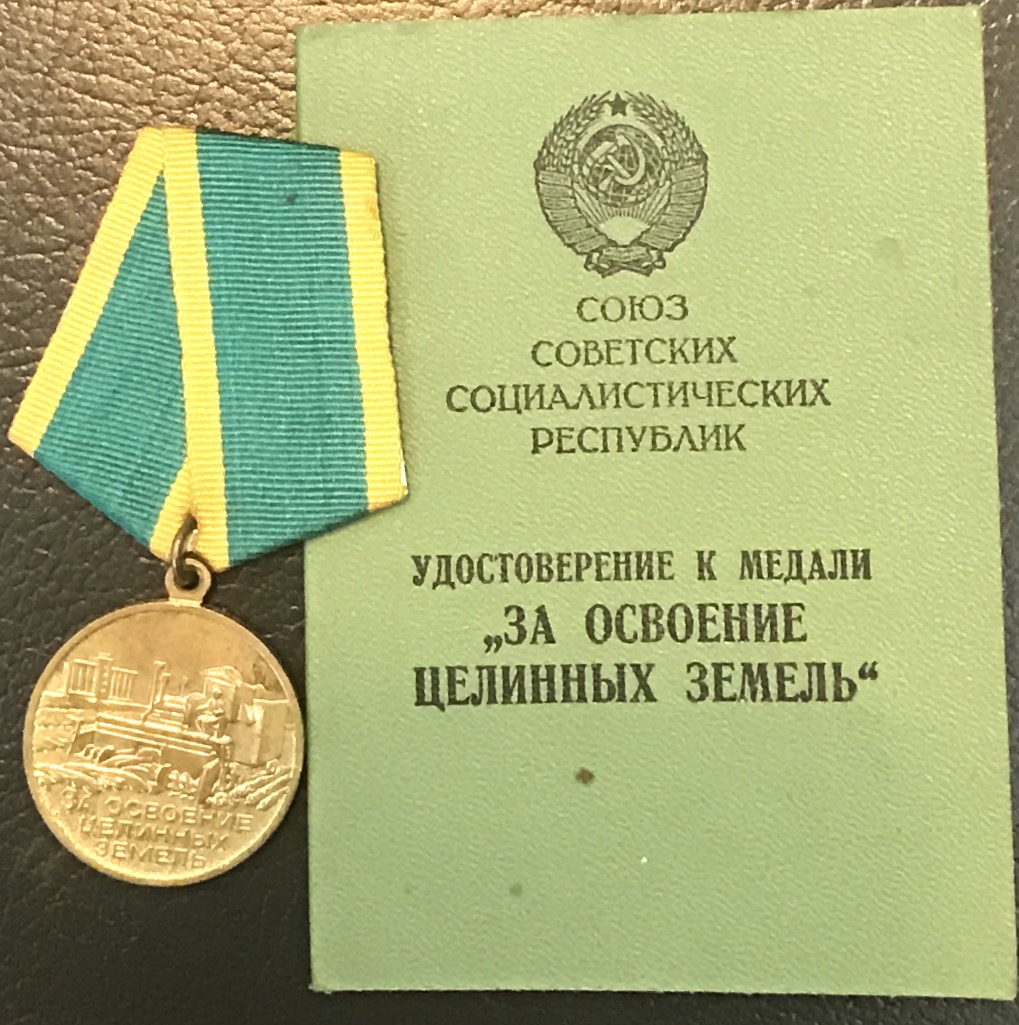 СОЮЗ
СОВЕТСКИХ
СОЦИАЛИСТИЧЕСКИХ
РЕСПУБЛИК
УДОСТОВЕРЕНИЕ К МЕДАЛИ
„ЗА ОСВОЕНИЕ
ЦЕЛИННЫХ ЗЕМЕЛЬ“
ЗА ОСВОЕНИЕ
ЦЕЛИННЫХ
ЗЕМЕЛЬ